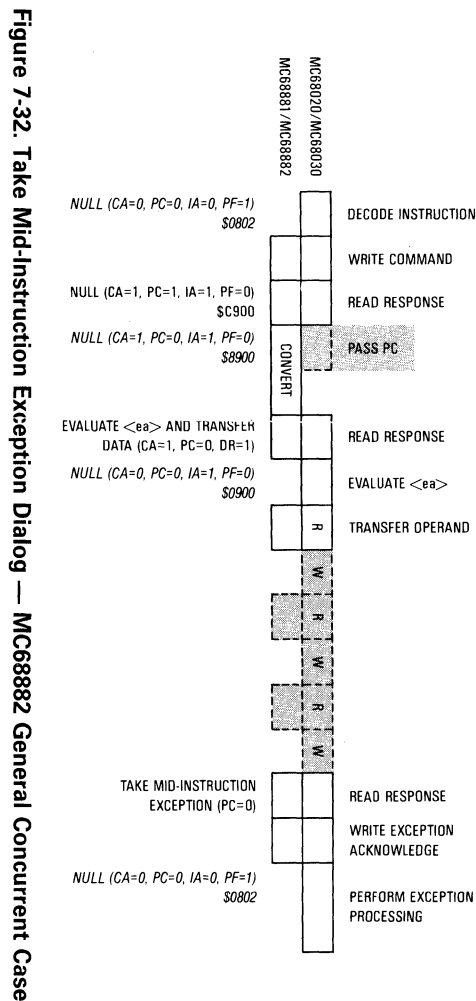 MC68881/MC68882
MC68020/MC68030
NULL (CA=0, PC=0, IA=0, PF=1)
$0802
DECODE INSTRUCTION
WRITE COMMAND
NULL (CA=1, PC=1, IA=1, PF=0)
$C900
READ RESPONSE
NULL (CA=1, PC=0, IA=1, PF=0)
$8900
CONVERT
PASS PC
EVALUATE <ea> AND TRANSFER
DATA (CA=1, PC=0, DR=1)
READ RESPONSE
NULL (CA=0, PC=0, IA=1, PF=0)
$0900
EVALUATE <ea>
R
TRANSFER OPERAND
W
R
W
R
W
TAKE MID-INSTRUCTION
EXCEPTION (PC=0)
READ RESPONSE
WRITE EXCEPTION
ACKNOWLEDGE
NULL (CA=0, PC=0, IA=0, PF=1)
$0802
PERFORM EXCEPTION
PROCESSING
Figure 7-32. Take Mid-Instruction Exception Dialog — MC68882 General Concurrent Case